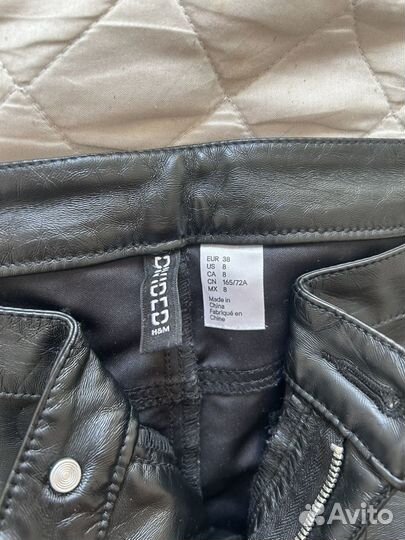 DIVIDED
H&M
EUR 38
US 8
CA 8
CN 165/72A
MX 8
Made in
China
Fabriqué en
Chine
Avito